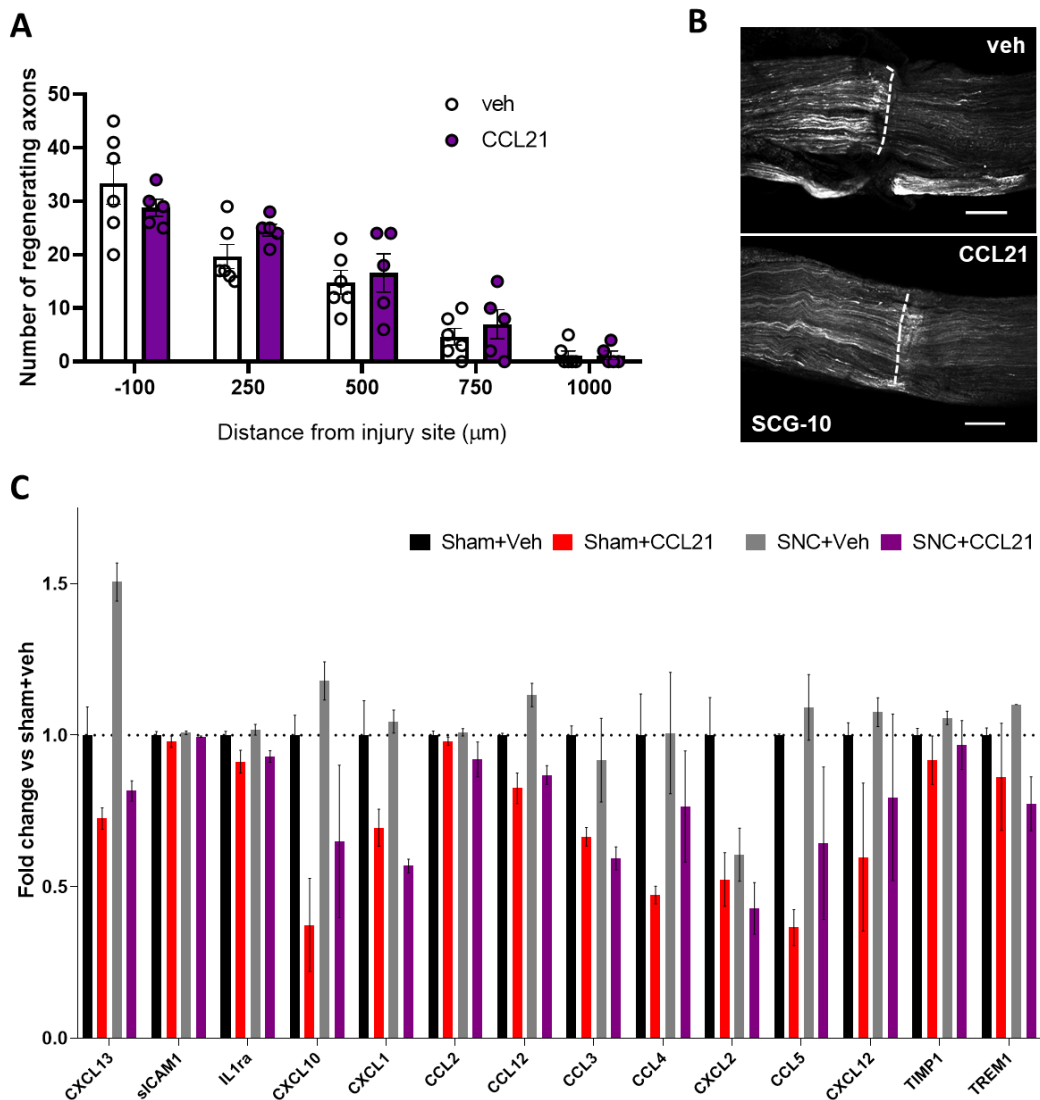 A
B
veh
CCL21
Number of regenerating axons
50
40
30
20
10
0
-100 250 500 750 1000
Distance from injury site (μm)
veh
CCL21
SCG-10
C
Sham+Veh Sham+CCL21 SNC+Veh SNC+CCL21
Fold change vs sham+veh
1.5
1.0
0.5
0.0
CXCL13 sICAM1 IL1ra CXCL10 CXCL1 CCL2 CCL12 CCL3 CCL4 CXCL2 CCL5 CXCL12 TIMP1 TREM1